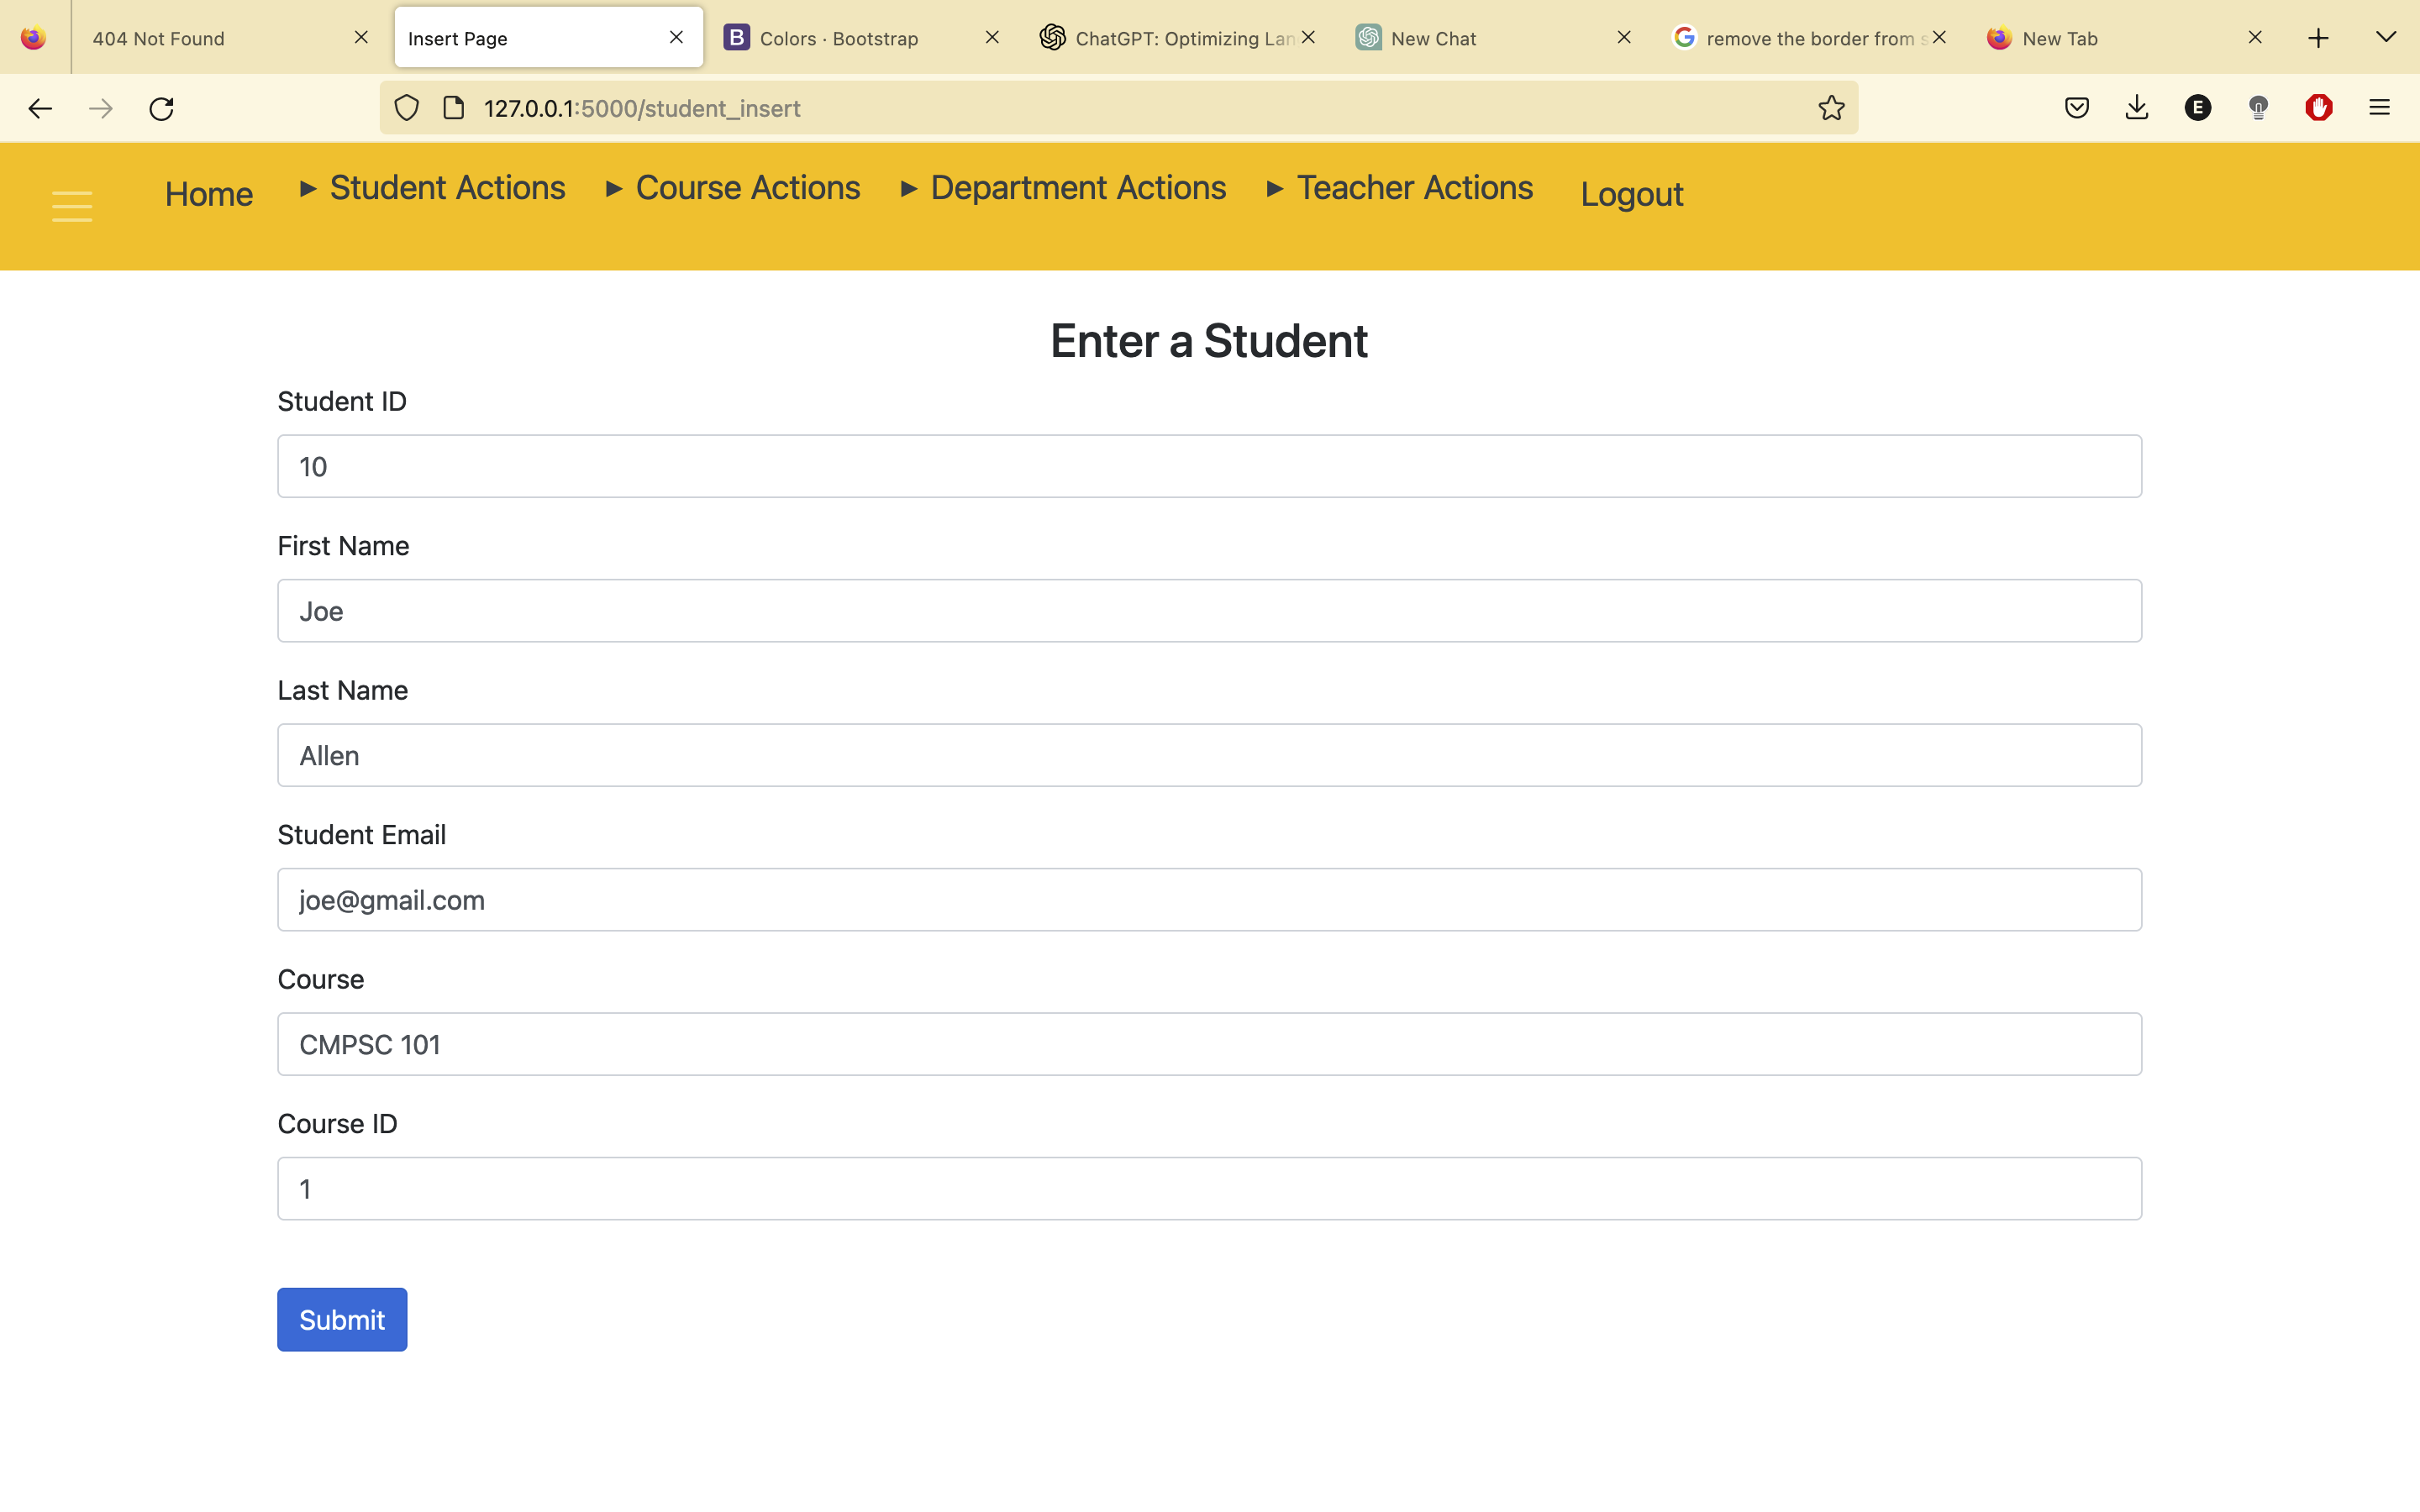 404 Not Found
Insert Page
B Colors · Bootstrap
ChatGPT: Optimizing Lan
New Chat
remove the border from s
New Tab
127.0.0.1:5000/student_insert
E
Home
Student Actions
Course Actions
Department Actions
Teacher Actions
Logout
Enter a Student
Student ID
10
First Name
Joe
Last Name
Allen
Student Email
joe@gmail.com
Course
CMPSC 101
Course ID
1
Submit